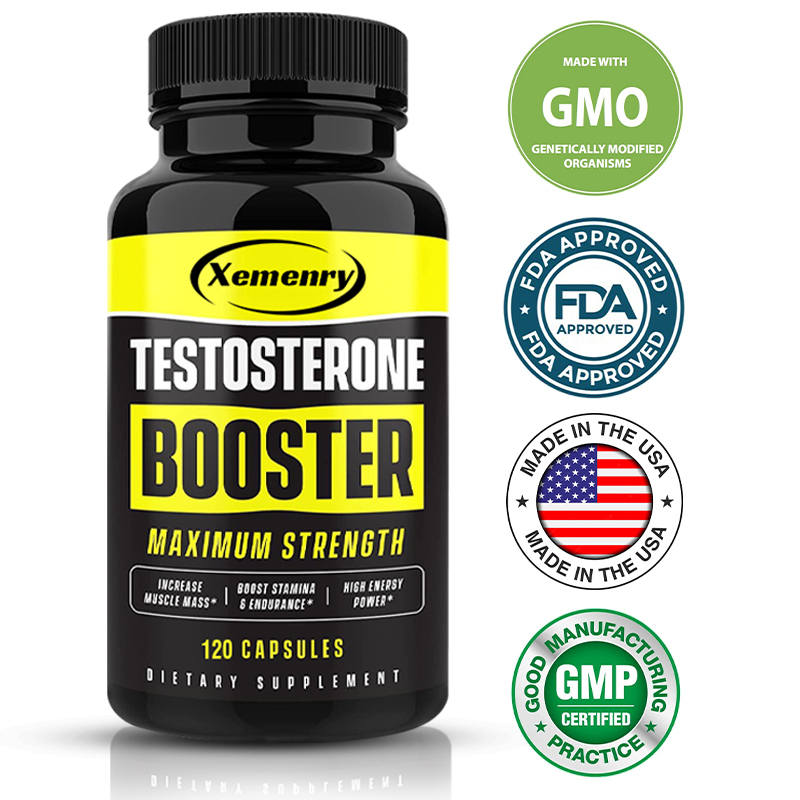 Xemenry
TESTOSTERONE
BOOSTER
MAXIMUM STRENGTH
INCREASE
MUSCLE MASS*
BOOST STAMINA
& ENDURANCE*
HIGH ENERGY
POWER*
120 CAPSULES
DIETARY SUPPLEMENT
MADE WITH
GMO
GENETICALLY MODIFIED
ORGANISMS
FDA APPROVED
FDA
APPROVED
FDA APPROVED
MADE IN THE USA
MADE IN THE USA
GOOD MANUFACTURING
GMP
CERTIFIED
PRACTICE